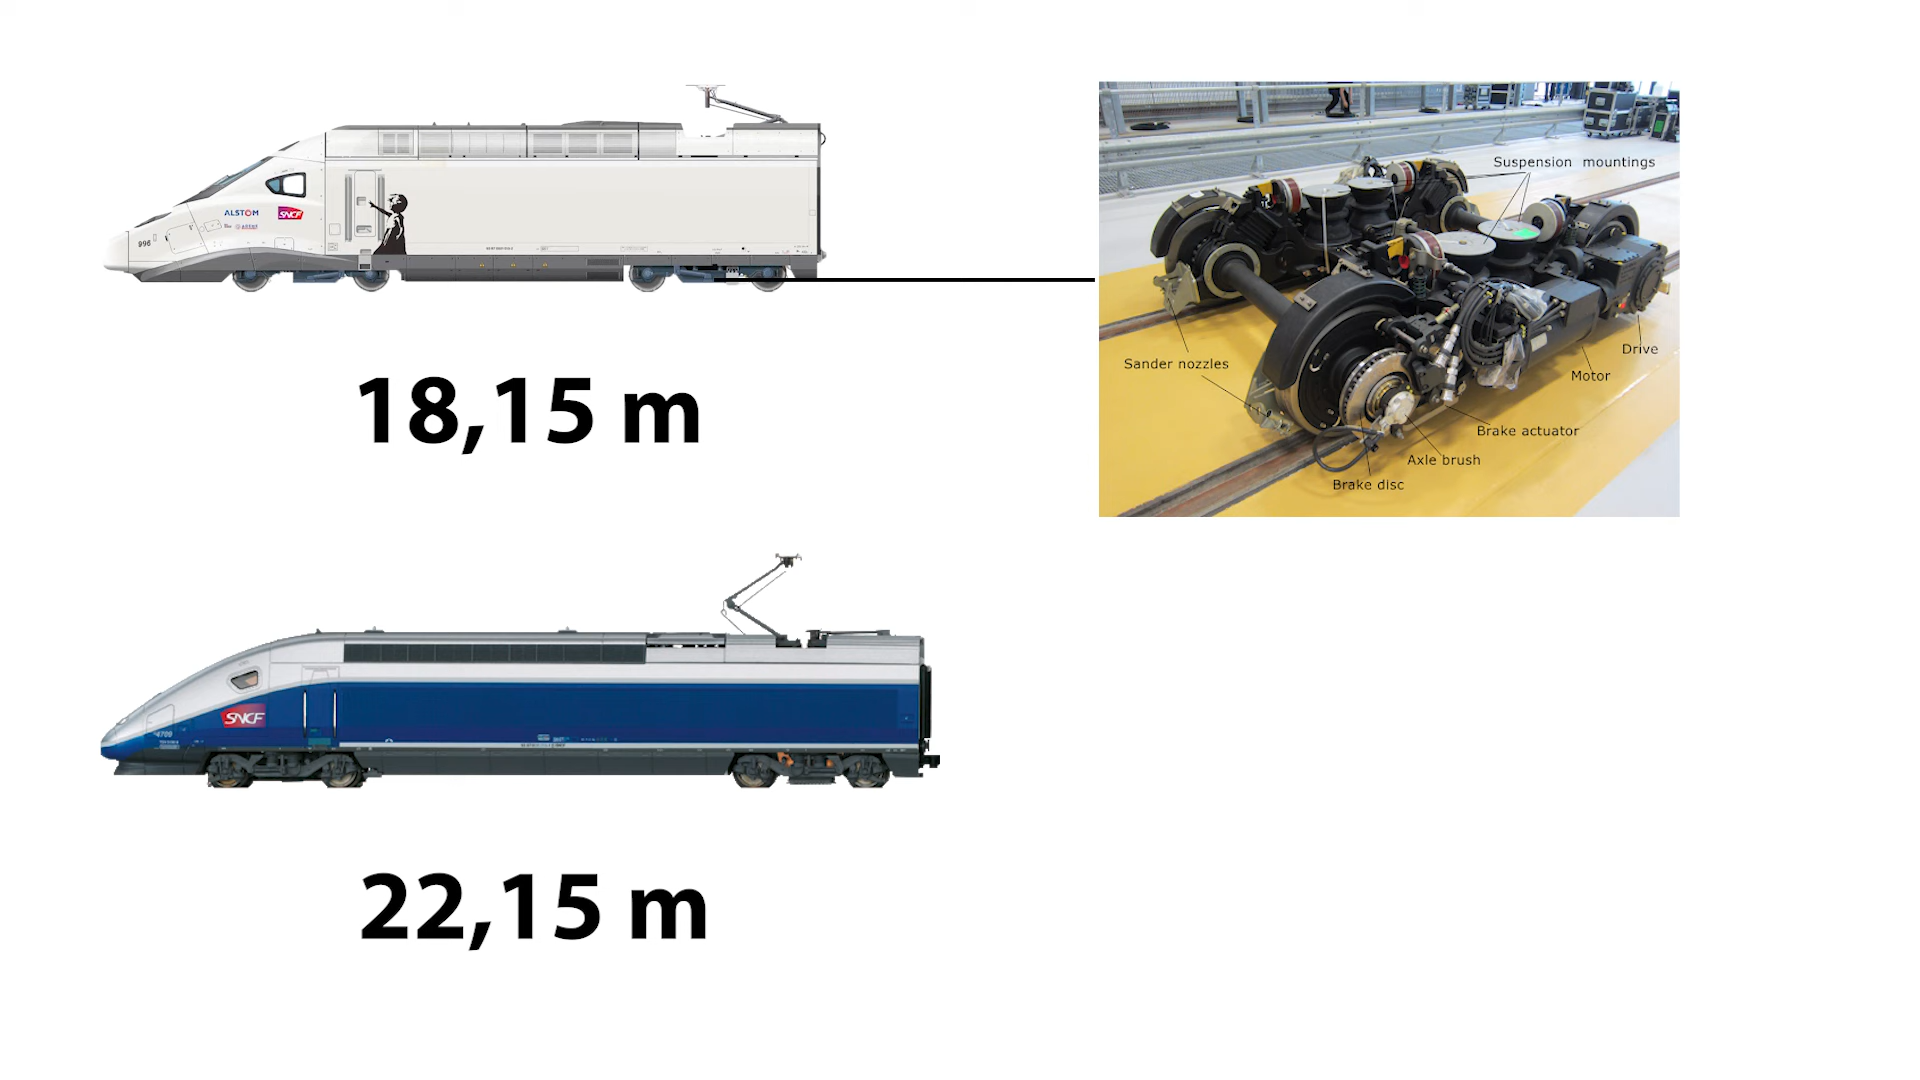 ALSTOM
SNCF
996
18,15 m
Suspension mountings
Sander nozzles
Drive
Motor
Brake actuator
Axle brush
Brake disc
SNCF
22,15 m